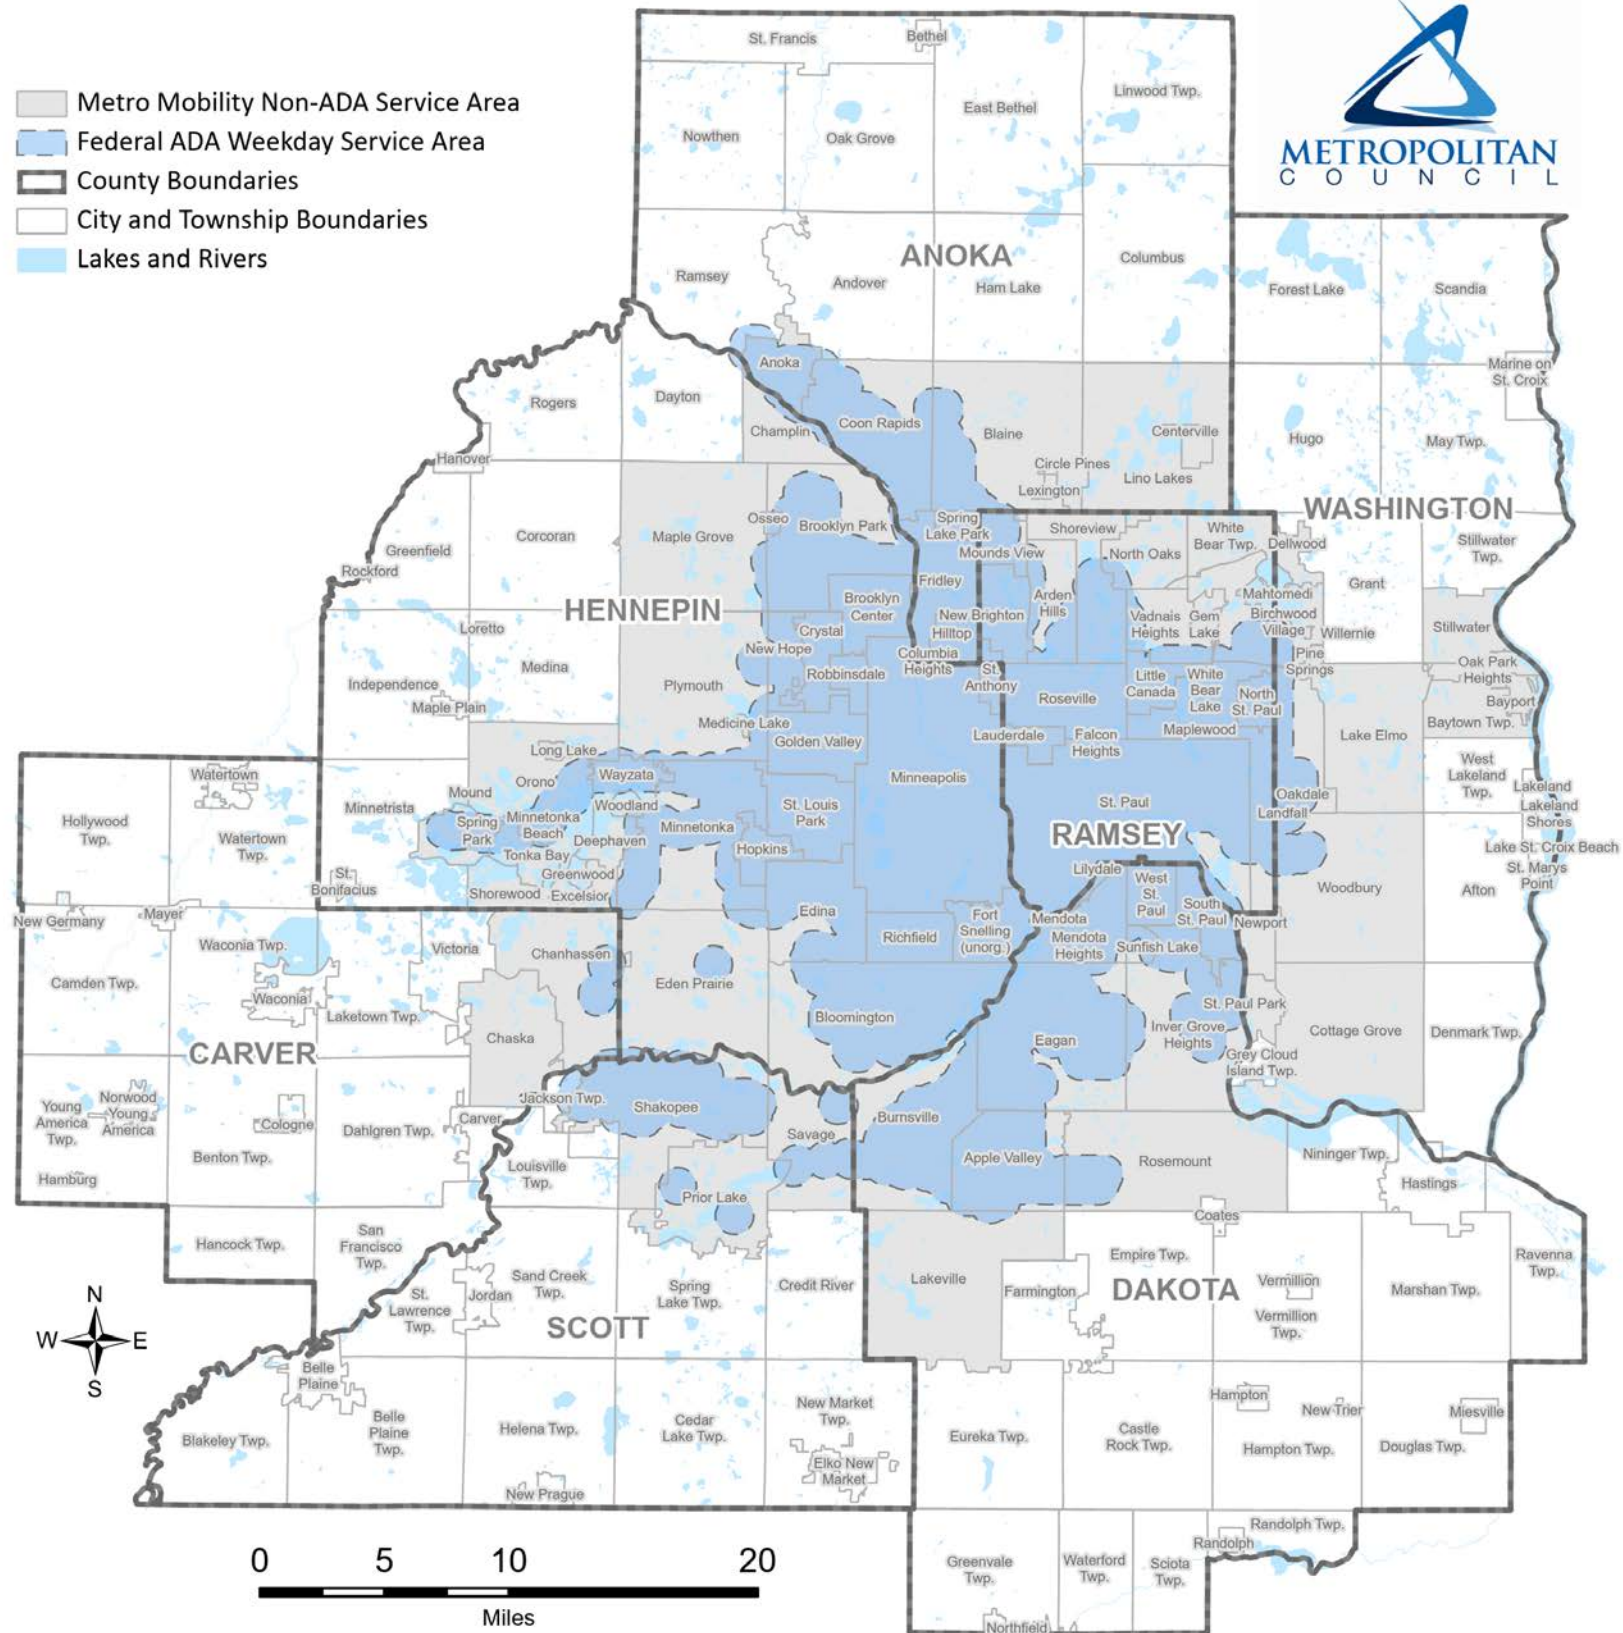 METROPOLITAN
COUNCIL
Metro Mobility Non-ADA Service Area
Federal ADA Weekday Service Area
County Boundaries
City and Township Boundaries
Lakes and Rivers
St. Francis
Bethel
Linwood Twp.
East Bethel
Nowthen
Oak Grove
ANOKA
Columbus
Ramsey
Andover
Ham Lake
Forest Lake
Scandia
Anoka
Marine on
St. Croix
Rogers
Dayton
Champlin
Coon Rapids
Blaine
Centerville
Hugo
May Twp.
Hanover
Circle Pines
Lino Lakes
Lexington
WASHINGTON
Osseo
Brooklyn Park
Spring
Lake Park
Shoreview
White
Bear Twp.
Dellwood
Stillwater
Twp.
Corcoran
Maple Grove
Greenfield
Rockford
Mounds View
North Oaks
Grant
HENNEPIN
Fridley
Brooklyn
Center
Arden
Hills
Mahtomedi
Birchwood
Village
Willernie
Stillwater
Loretto
Crystal
New Brighton
Hilltop
Vadnais
Heights
Gem
Lake
New Hope
Columbia
Heights
St.
Anthony
Pine
Springs
Oak Park
Heights
Medina
Independence
Maple Plain
Plymouth
Robbinsdale
Roseville
Little
Canada
White
Bear
Lake
North
St. Paul
Bayport
Baytown Twp.
Medicine Lake
Golden Valley
Lauderdale
Falcon
Heights
Maplewood
Lake Elmo
Long Lake
Orono
Wayzata
Minneapolis
West
Lakeland
Twp.
Lakeland
Lakeland
Shores
Watertown
Mound
Minnetrista
Woodland
St. Louis
Park
St. Paul
Oakdale
Landfall
Hollywood
Twp.
Watertown
Twp.
Spring
Park
Minnetonka
Beach
Deephaven
Minnetonka
RAMSEY
Hopkins
Tonka Bay
Greenwood
Lake St. Croix Beach
St. Marys
Point
St.
Bonifacius
Shorewood
Excelsior
Lilydale
West
St.
Paul
Woodbury
Afton
New Germany
Mayer
Edina
Richfield
Fort
Snelling
(unorg.)
Mendota
Mendota
Heights
South
St. Paul
Newport
Waconia Twp.
Victoria
Chanhassen
Sunfish Lake
Camden Twp.
Waconia
Laketown Twp.
Eden Prairie
Bloomington
St. Paul Park
Chaska
Eagan
Inver Grove
Heights
Cottage Grove
Denmark Twp.
CARVER
Grey Cloud
Island Twp.
Young
America
Twp.
Norwood
Young
America
Cologne
Jackson Twp.
Shakopee
Burnsville
Carver
Dahlgren Twp.
Savage
Benton Twp.
Hamburg
Louisville
Twp.
Apple Valley
Rosemount
Nininger Twp.
Prior Lake
Hastings
Coates
Hancock Twp.
San
Francisco
Twp.
Sand Creek
Twp.
Spring
Lake Twp.
Credit River
Lakeville
Empire Twp.
Farmington
DAKOTA
Vermillion
Vermillion
Twp.
Marshan Twp.
Ravenna
Twp.
St.
Lawrence
Twp.
Jordan
SCOTT
N
W
E
S
Belle
Plaine
Hampton
New Trier
Miesville
Blakeley Twp.
Belle
Plaine
Twp.
Helena Twp.
Cedar
Lake Twp.
New Market
Twp.
Eureka Twp.
Castle
Rock Twp.
Hampton Twp.
Douglas Twp.
Elko New
Market
New Prague
Randolph Twp.
Randolph
Greenvale
Twp.
Waterford
Twp.
Sciota
Twp.
Northfield
0 5 10 20
Miles